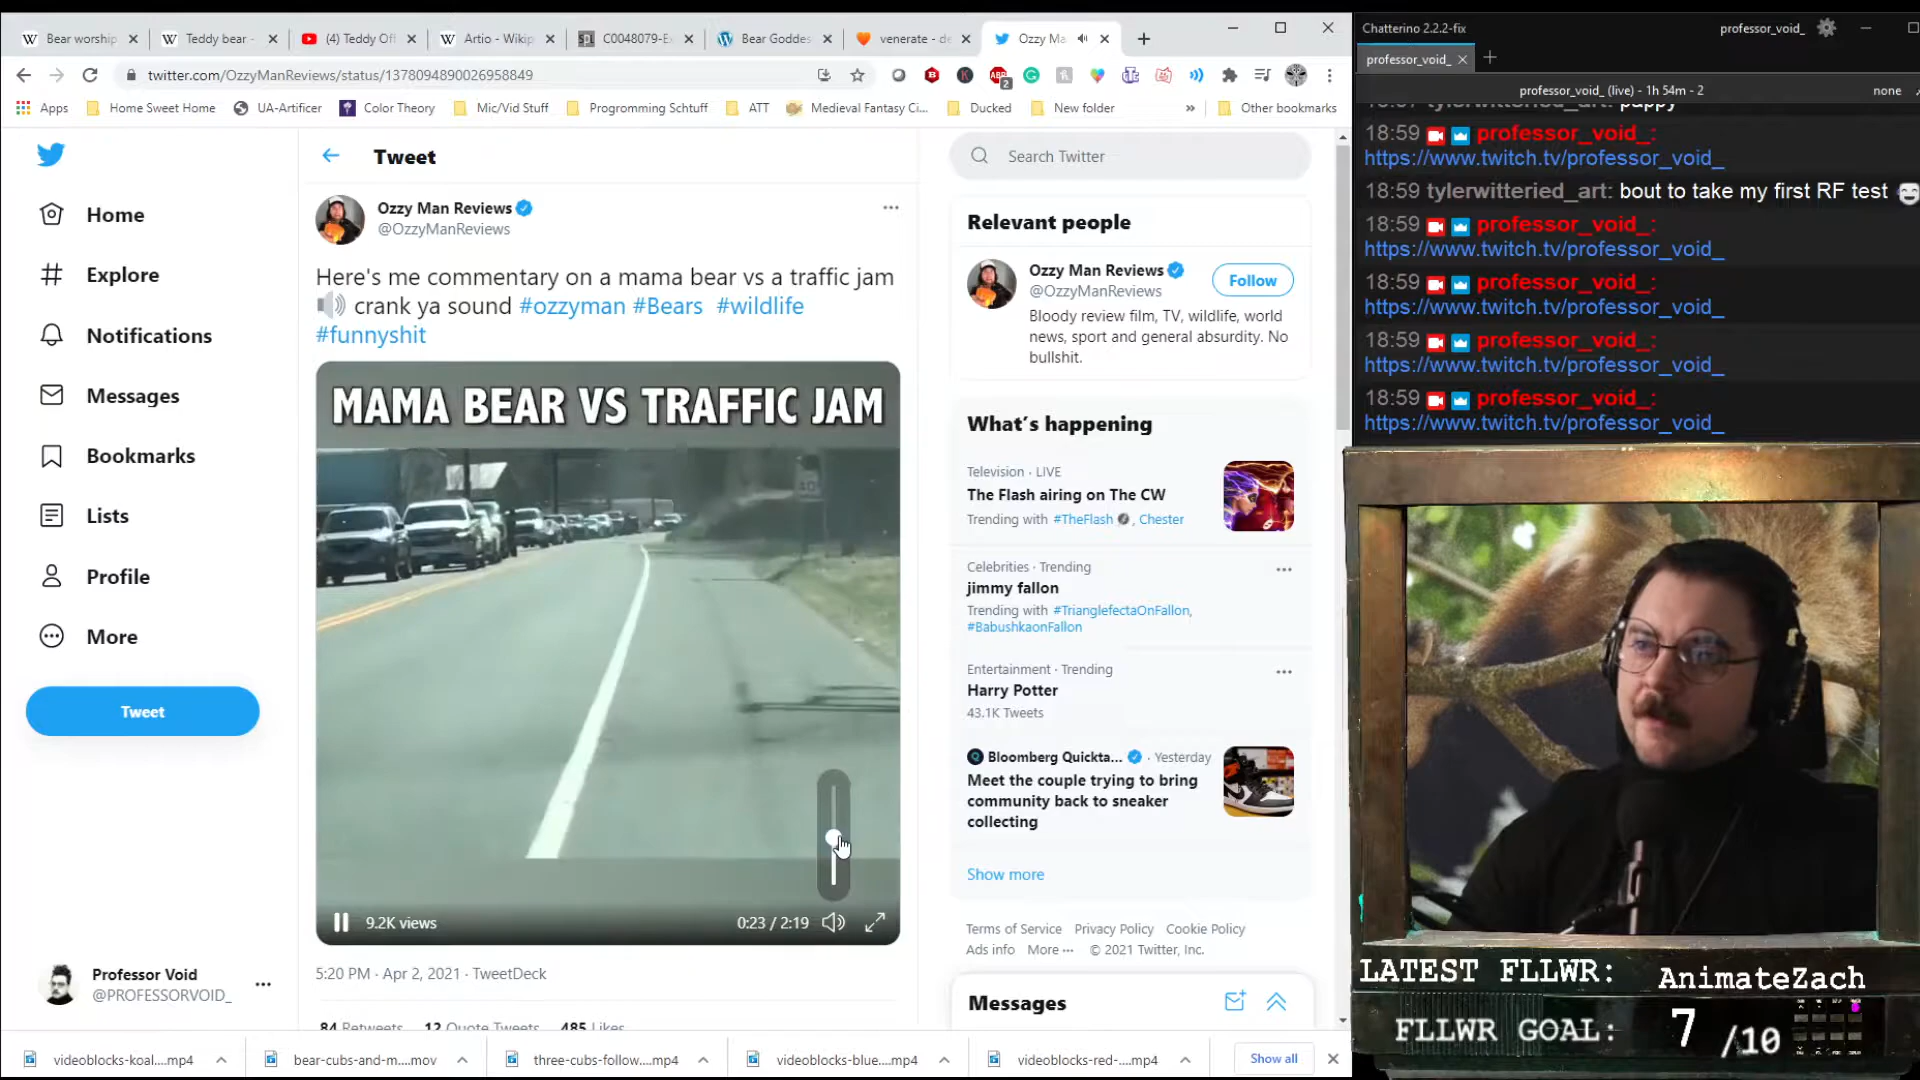 Bear worship
Teddy bear -
(4) Teddy Off
Artio - Wikip
C0048079-E
Bear Goddes
venerate - de
Ozzy Ma
twitter.com/OzzyManReviews/status/1378094890026958849
2
Apps
Home Sweet Home
UA-Artificer
Color Theory
Mic/Vid Stuff
Programming Schtuff
ATT
Medieval Fantasy Ci...
Ducked
New folder
»
Other bookmarks
Home
Explore
Notifications
Messages
Bookmarks
Lists
Profile
More
Tweet
Professor Void
@PROFESSORVOID_
Tweet
Ozzy Man Reviews
@OzzyManReviews
Here's me commentary on a mama bear vs a traffic jam
🔊 crank ya sound #ozzyman #Bears #wildlife
#funnyshit
MAMA BEAR VS TRAFFIC JAM
40
9.2K views
0:23 / 2:19
5:20 PM · Apr 2, 2021 · TweetDeck
84 Retweets 12 Quote Tweets 485 Likes
Search Twitter
Relevant people
Ozzy Man Reviews
@OzzyManReviews
Follow
Bloody review film, TV, wildlife, world
news, sport and general absurdity. No
bullshit.
What's happening
Television · LIVE
The Flash airing on The CW
Trending with #TheFlash , Chester
Celebrities · Trending
jimmy fallon
Trending with #TrianglefectaOnFallon,
#BabushkaonFallon
Entertainment · Trending
Harry Potter
43.1K Tweets
Bloomberg Quickta... · Yesterday
Meet the couple trying to bring
community back to sneaker
collecting
Show more
Terms of Service Privacy Policy Cookie Policy
Ads info More ··· © 2021 Twitter, Inc.
Messages
videoblocks-koal....mp4
bear-cubs-and-m....mov
three-cubs-follow....mp4
videoblocks-blue....mp4
videoblocks-red-....mp4
Show all
Chatterino 2.2.2-fix
professor_void_
professor_void_
professor_void_ (live) - 1h 54m - 2
none
tylerwitteried_art: puppy
18:59 professor_void_:
https://www.twitch.tv/professor_void_
18:59 tylerwitteried_art: bout to take my first RF test
18:59 professor_void_:
https://www.twitch.tv/professor_void_
18:59 professor_void_:
https://www.twitch.tv/professor_void_
18:59 professor_void_:
https://www.twitch.tv/professor_void_
18:59 professor_void_:
https://www.twitch.tv/professor_void_
LATEST FLLWR: AnimateZach
FLLWR GOAL: 7 /10